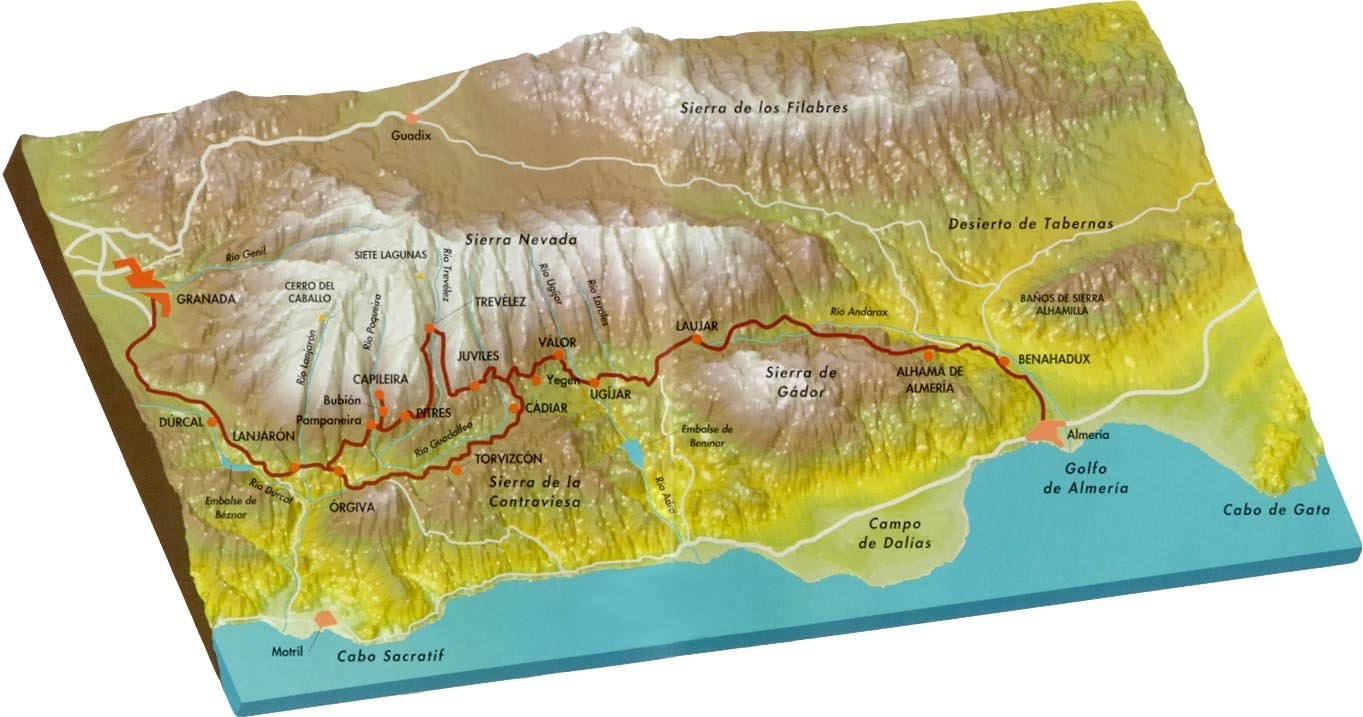 Sierra de los Filabres
Guadix
Desierto de Tabernas
Sierra Nevada
Río Genil
SIETE LAGUNAS
Río Trevélez
Río Ugíjar
Río Laroles
CERRO DEL
CABALLO
GRANADA
TREVÉLEZ
BAÑOS DE SIERRA
ALHAMILLA
Río Andarax
Río Lanjarón
Río Poqueira
LAUJAR
VÁLOR
JUVILES
BENAHADUX
Sierra de
Gádor
ALHAMA DE
ALMERÍA
CAPILEIRA
Yegen
UGÍJAR
Bubión
Pampaneira
PITRES
CÁDIAR
DÚRCAL
LANJARÓN
Río Guadalfeo
Embalse de
Beninar
Almería
TORVIZCÓN
Golfo
de Almería
Sierra de la
Contraviesa
Río Dúrcal
Embalse de
Béznar
ÓRGIVA
Río Adra
Cabo de Gata
Campo
de Dalías
Motril
Cabo Sacratif